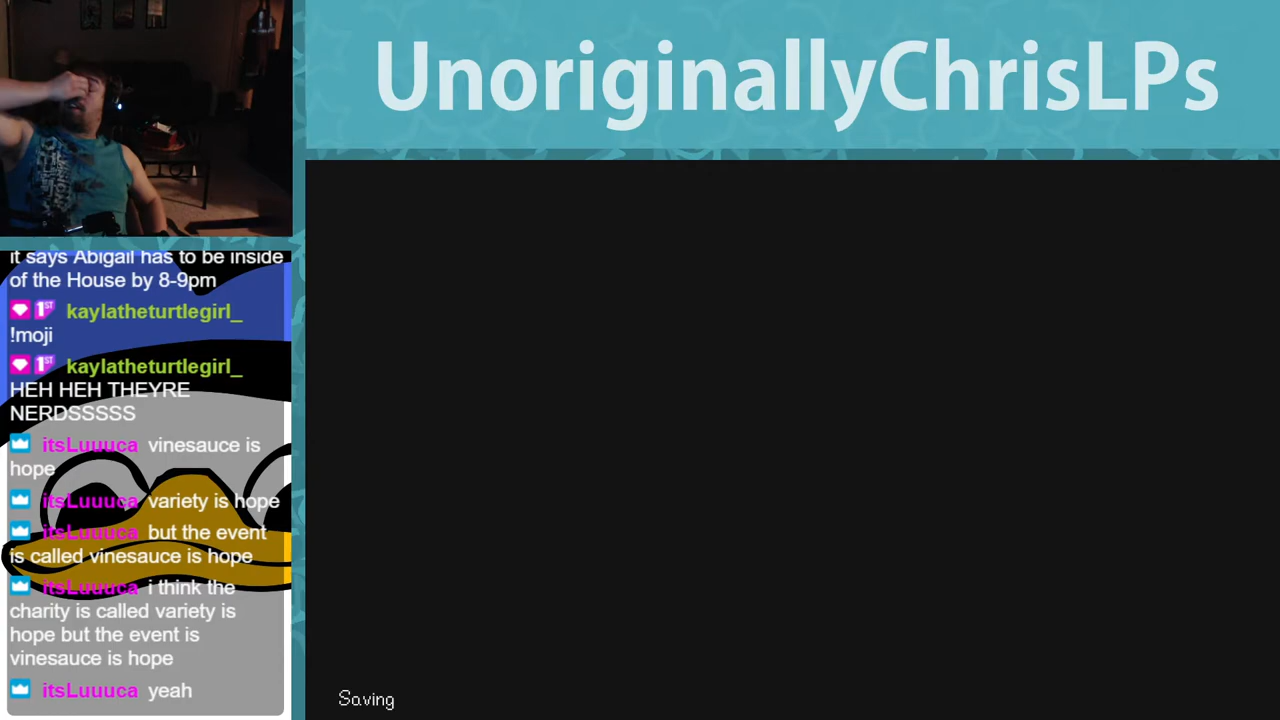 UnoriginallyChrisLPs
it says Abigail has to be inside
of the House by 8-9pm
kaylatheturtlegirl_
!moji
kaylatheturtlegirl_
HEH HEH THEYRE
NERDSSSSS
itsLuuuca vinesauce is
hope
itsLuuuca variety is hope
itsLuuuca but the event
is called vinesauce is hope
itsLuuuca i think the
charity is called variety is
hope but the event is
vinesauce is hope
itsLuuuca yeah
Saving